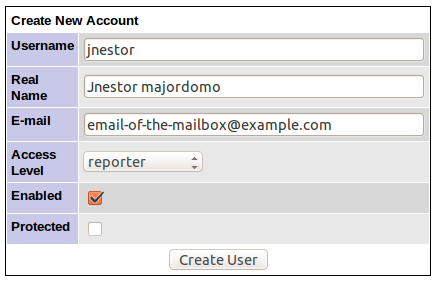 Create New Account
Username jnestor
Real Name Jnestor majordomo
E-mail email-of-the-mailbox@example.com
Access Level reporter
Enabled
Protected
Create User